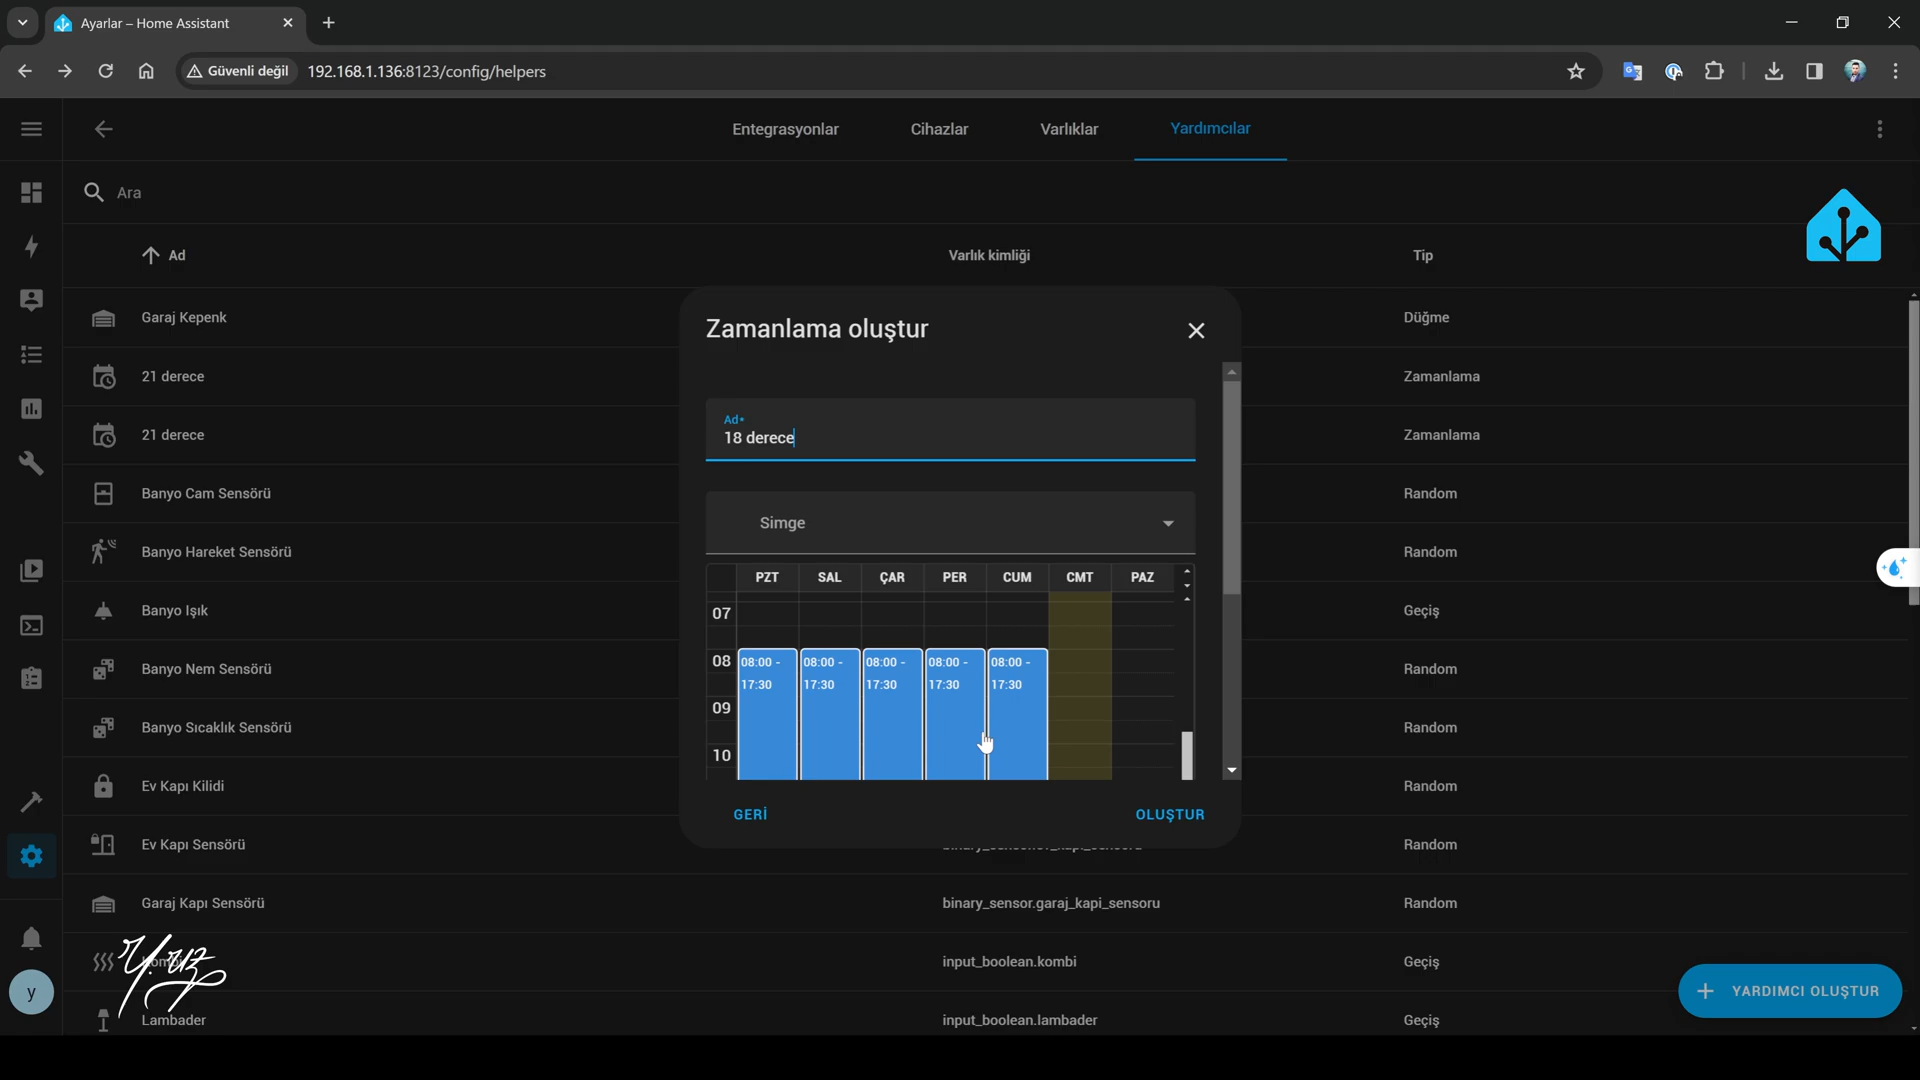 Ayarlar – Home Assistant
Güvenli değil
192.168.1.136:8123/config/helpers
Entegrasyonlar
Cihazlar
Varlıklar
Yardımcılar
Ara
Ad
Varlık kimliği
Tip
Garaj Kepenk
Düğme
21 derece
Zamanlama
21 derece
Zamanlama
Banyo Cam Sensörü
Random
Banyo Hareket Sensörü
Random
Banyo Işık
Geçiş
Banyo Nem Sensörü
Random
Banyo Sıcaklık Sensörü
Random
Ev Kapı Kilidi
Random
Ev Kapı Sensörü
Random
Garaj Kapı Sensörü
binary_sensor.garaj_kapi_sensoru
Random
input_boolean.kombi
Geçiş
Lambader
input_boolean.lambader
Geçiş
Zamanlama oluştur
Ad*
18 derece
Simge
PZT SAL ÇAR PER CUM CMT PAZ
07
08
08:00 - 08:00 - 08:00 - 08:00 - 08:00 -
17:30 17:30 17:30 17:30 17:30
09
10
GERİ
OLUŞTUR
YARDIMCI OLUŞTUR
y